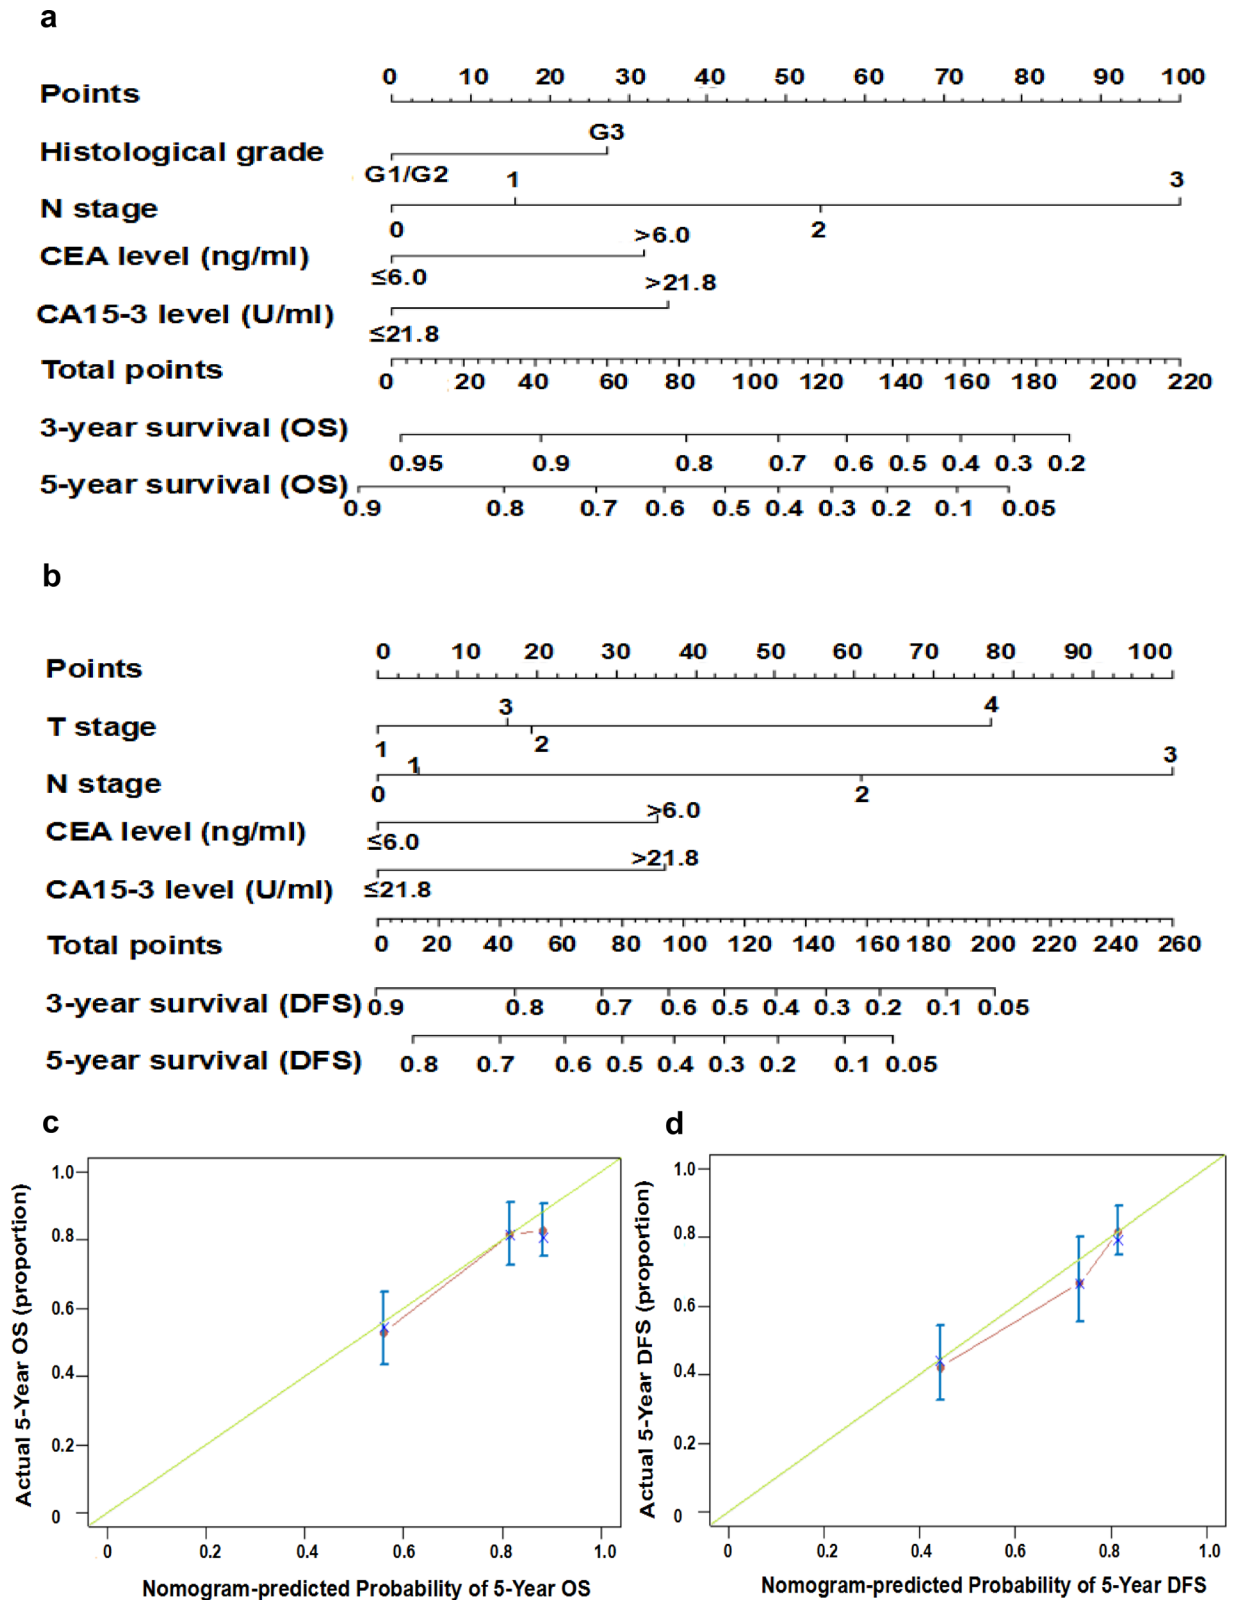 a
Points 0 10 20 30 40 50 60 70 80 90 100
Histological grade G1/G2 G3
N stage 0 1 2 3
CEA level (ng/ml) ≤6.0 >6.0
CA15-3 level (U/ml) ≤21.8 >21.8
Total points 0 20 40 60 80 100 120 140 160 180 200 220
3-year survival (OS) 0.95 0.9 0.8 0.7 0.6 0.5 0.4 0.3 0.2
5-year survival (OS) 0.9 0.8 0.7 0.6 0.5 0.4 0.3 0.2 0.1 0.05
b
Points 0 10 20 30 40 50 60 70 80 90 100
T stage 1 3 2 4
N stage 0 1 2 3
CEA level (ng/ml) ≤6.0 >6.0
CA15-3 level (U/ml) ≤21.8 >21.8
Total points 0 20 40 60 80 100 120 140 160 180 200 220 240 260
3-year survival (DFS) 0.9 0.8 0.7 0.6 0.5 0.4 0.3 0.2 0.1 0.05
5-year survival (DFS) 0.8 0.7 0.6 0.5 0.4 0.3 0.2 0.1 0.05
c
Actual 5-Year OS (proportion)
1.0
0.8
0.6
0.4
0.2
0
0 0.2 0.4 0.6 0.8 1.0
Nomogram-predicted Probability of 5-Year OS
d
Actual 5-Year DFS (proportion)
1.0
0.8
0.6
0.4
0.2
0
0 0.2 0.4 0.6 0.8 1.0
Nomogram-predicted Probability of 5-Year DFS